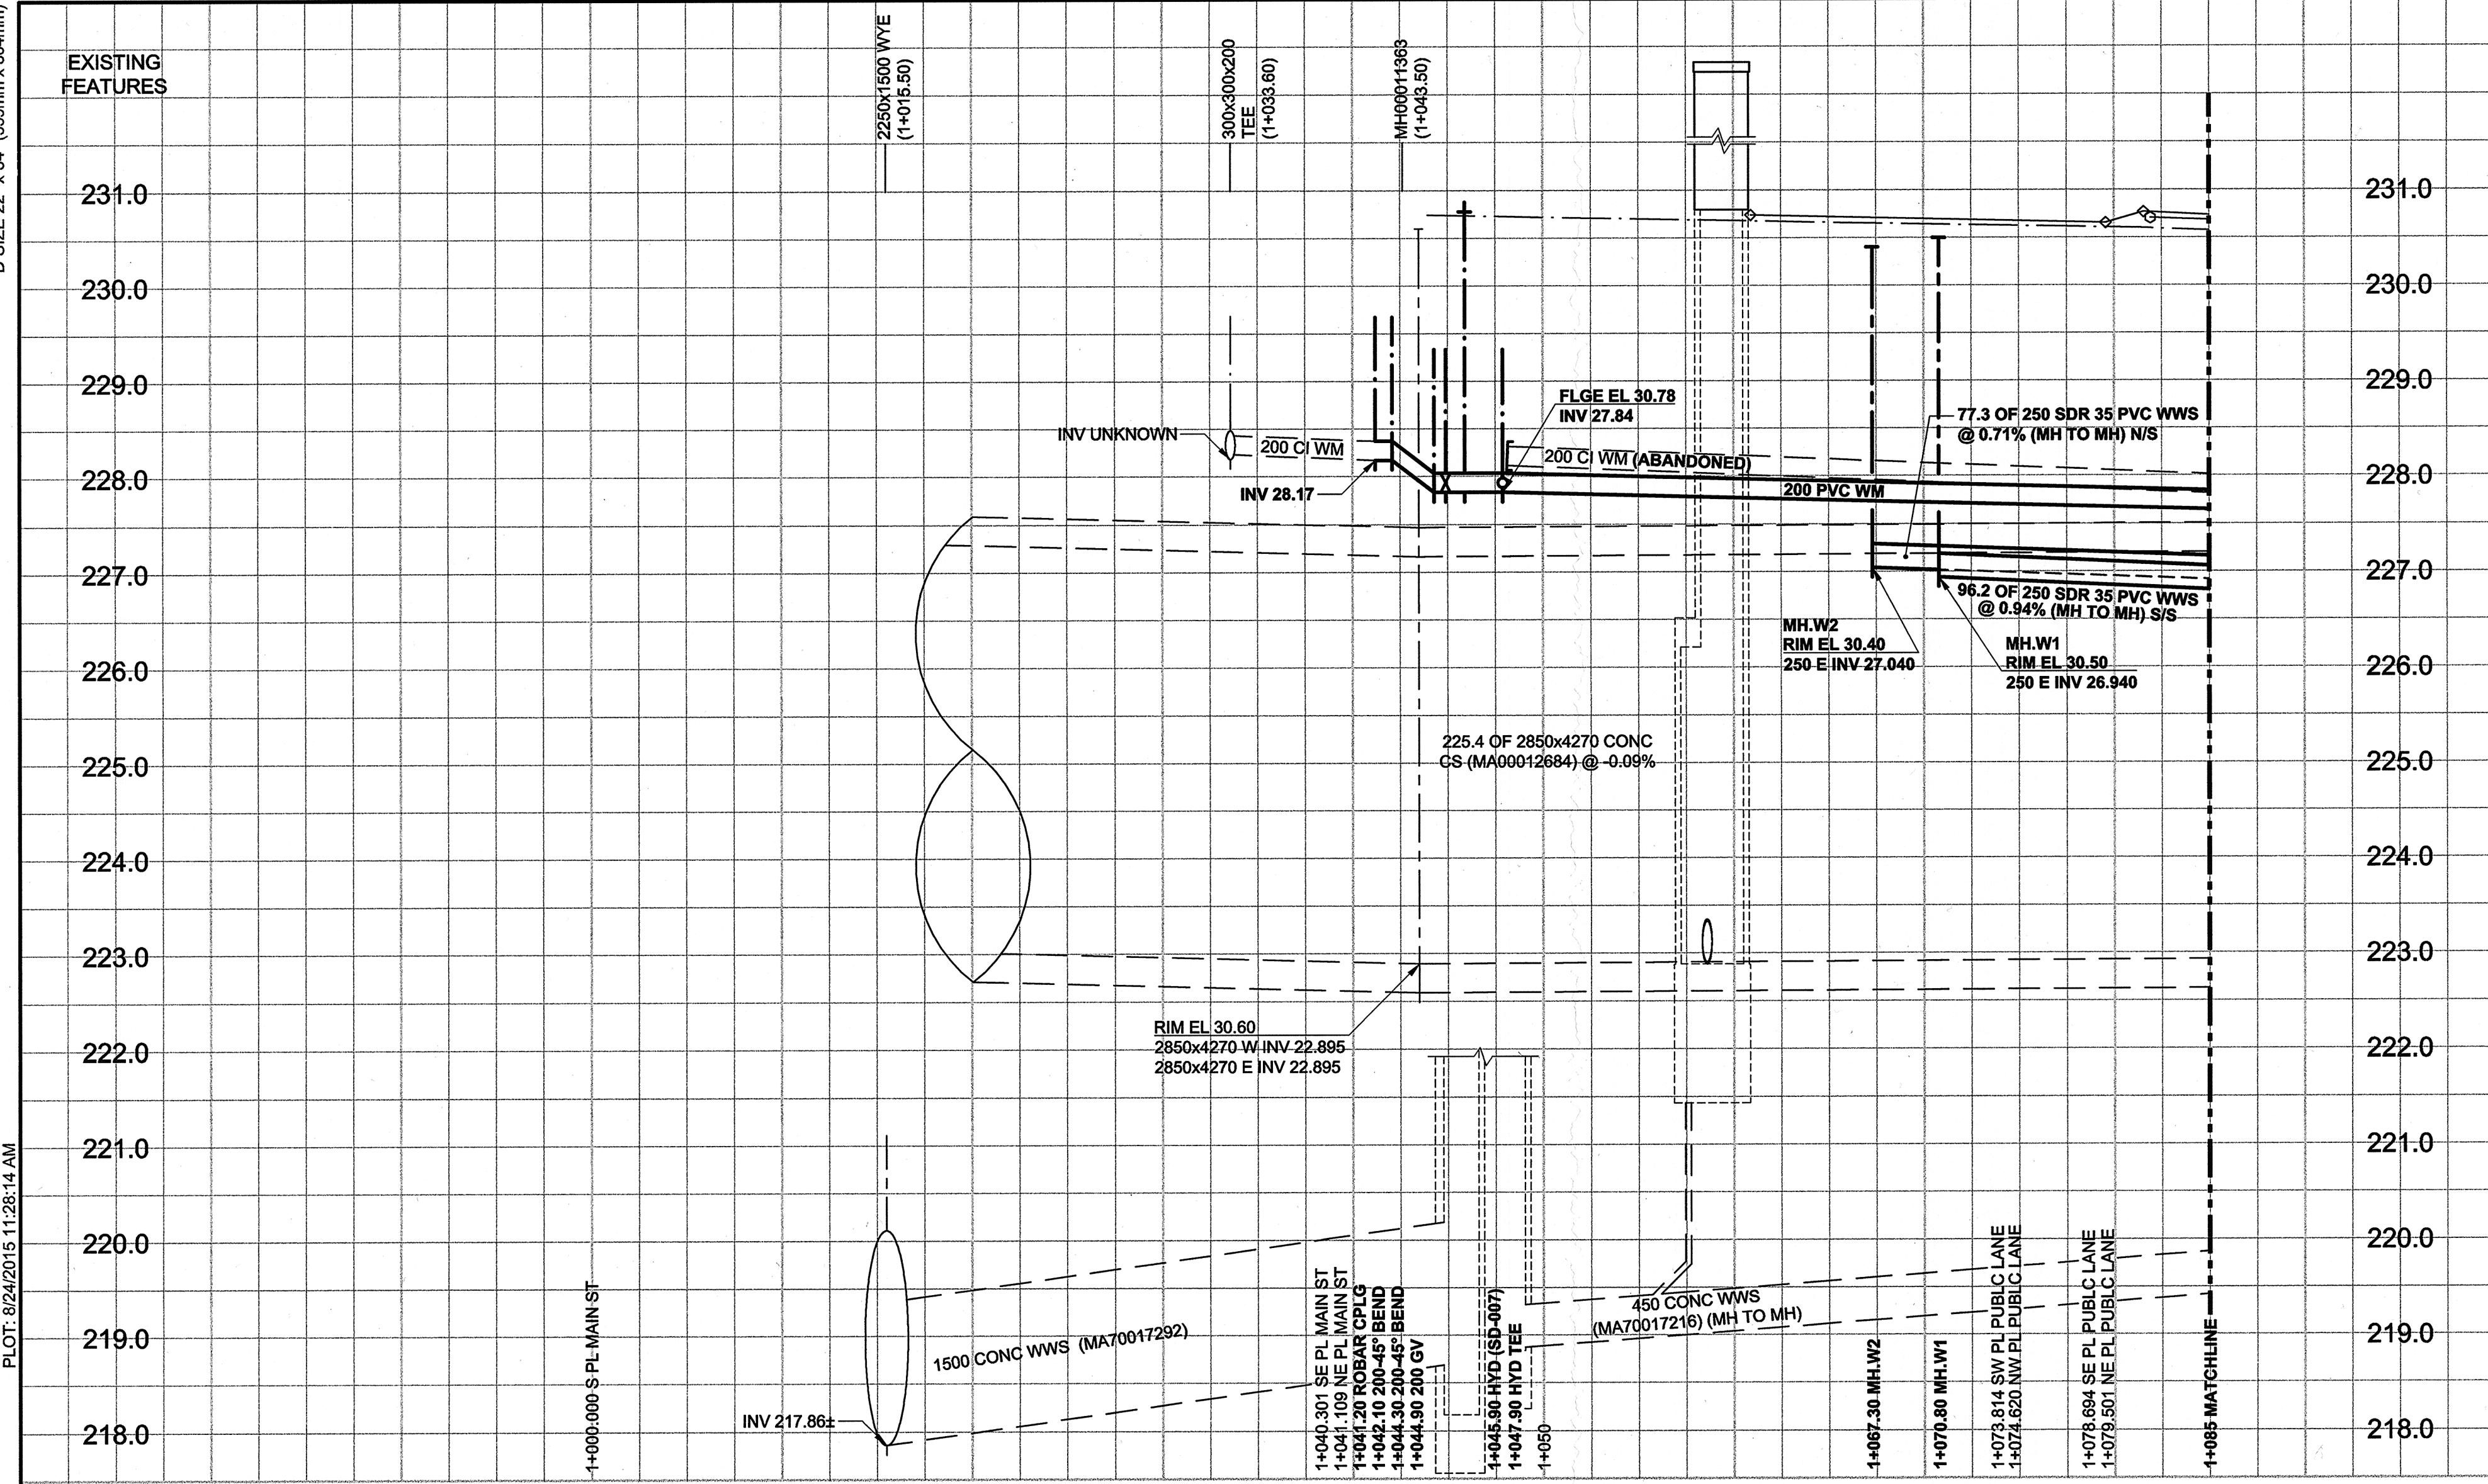 EXISTING
FEATURES
2250x1500 WYE
(1+015.50)
300x300x200
TEE
(1+033.60)
MH00011363
(1+043.50)
231.0
230.0
229.0
228.0
227.0
226.0
225.0
224.0
223.0
222.0
221.0
220.0
219.0
218.0
231.0
230.0
229.0
228.0
227.0
226.0
225.0
224.0
223.0
222.0
221.0
220.0
219.0
218.0
INV UNKNOWN
200 CI WM
INV 28.17
FLGE EL 30.78
INV 27.84
200 CI WM (ABANDONED)
200 PVC WM
77.3 OF 250 SDR 35 PVC WWS
@ 0.71% (MH TO MH) N/S
96.2 OF 250 SDR 35 PVC WWS
@ 0.94% (MH TO MH) S/S
MH.W2
RIM EL 30.40
250 E INV 27.040
MH.W1
RIM EL 30.50
250 E INV 26.940
225.4 OF 2850x4270 CONC
CS (MA00012684) @ -0.09%
RIM EL 30.60
2850x4270 W INV 22.895
2850x4270 E INV 22.895
1500 CONC WWS (MA70017292)
INV 217.86±
450 CONC WWS
(MA70017216) (MH TO MH)
1+000.000 S PL MAIN ST
1+040.301 SE PL MAIN ST
1+041.109 NE PL MAIN ST
1+041.20 ROBAR CPLG
1+042.10 200-45° BEND
1+044.30 200-45° BEND
1+044.90 200 GV
1+045.90 HYD (SD-007)
1+047.90 HYD TEE
1+050
1+067.30 MH.W2
1+070.80 MH.W1
1+073.814 SW PL PUBLC LANE
1+074.620 NW PL PUBLC LANE
1+078.694 SE PL PUBLC LANE
1+079.501 NE PL PUBLC LANE
1+085 MATCHLINE
PLOT: 8/24/2015 11:28:14 AM